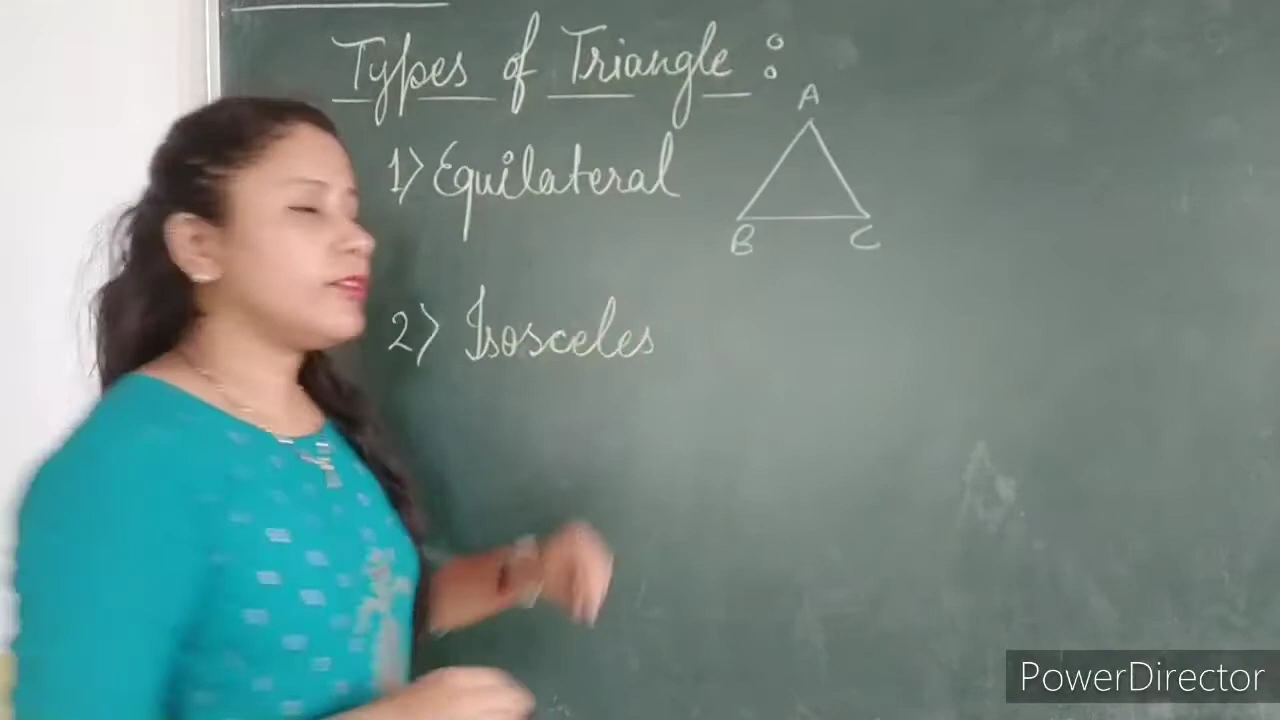 Types of Triangle :
A
1) Equilateral
B C
2) Isosceles
PowerDirector